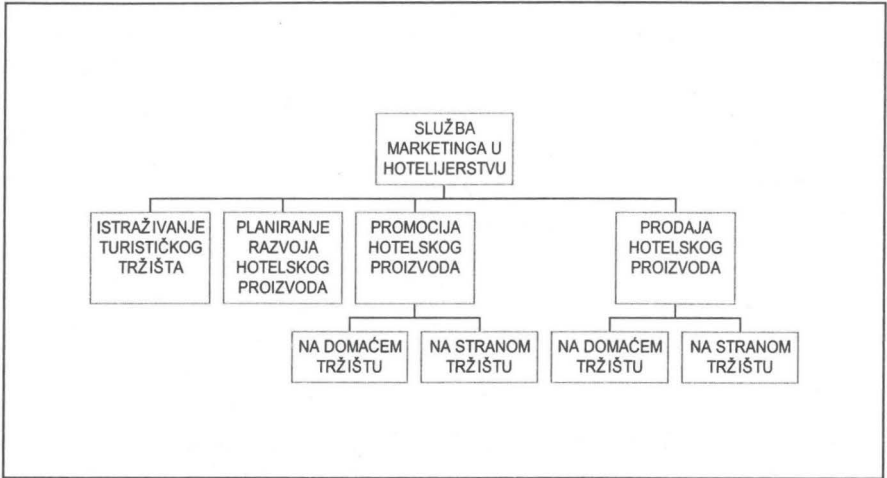 SLUŽBA
MARKETINGA U
HOTELIJERSTVU
ISTRAŽIVANJE
TURISTIČKOG
TRŽIŠTA
PLANIRANJE
RAZVOJA
HOTELSKOG
PROIZVODA
PROMOCIJA
HOTELSKOG
PROIZVODA
PRODAJA
HOTELSKOG
PROIZVODA
NA DOMAĆEM
TRŽIŠTU
NA STRANOM
TRŽIŠTU
NA DOMAĆEM
TRŽIŠTU
NA STRANOM
TRŽIŠTU